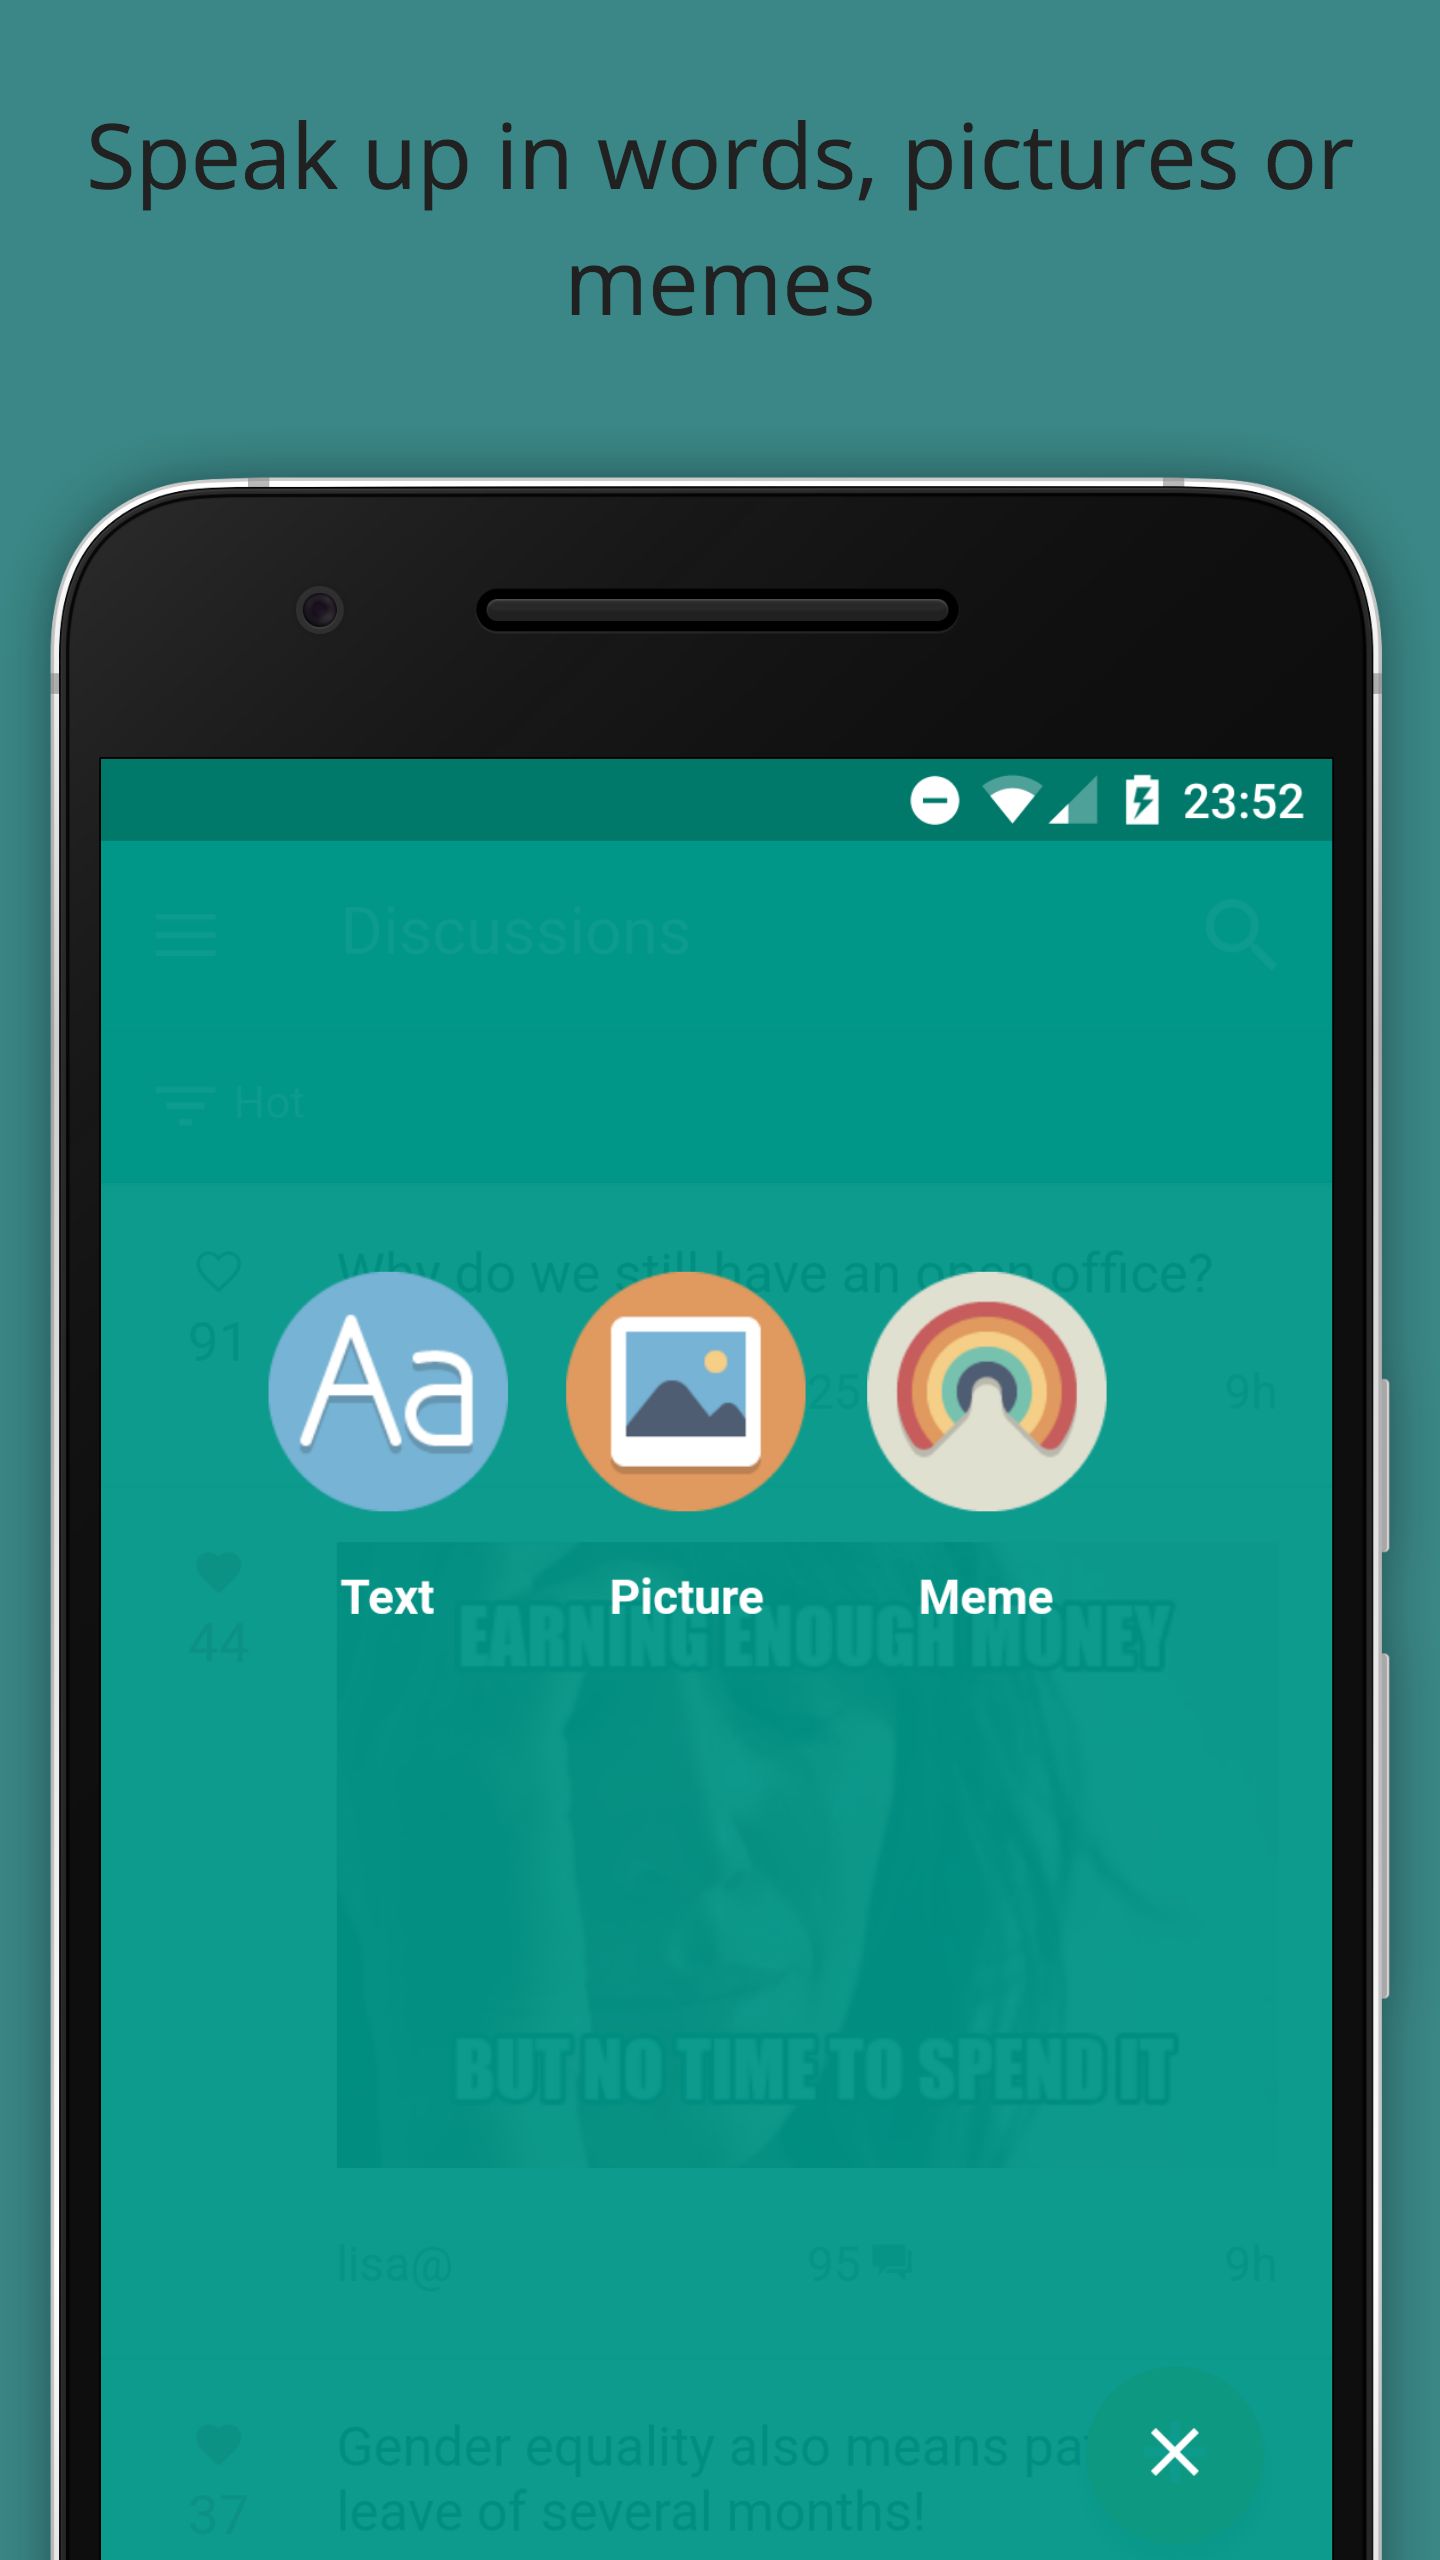 Speak up in words, pictures or
memes
23:52
Discussions
Hot
Why do we still have an open office?
91
25
9h
Aa
Text
Picture
Meme
44
EARNING ENOUGH MONEY
BUT NO TIME TO SPEND IT
lisa@
95
9h
Gender equality also means
leave of several months!
37